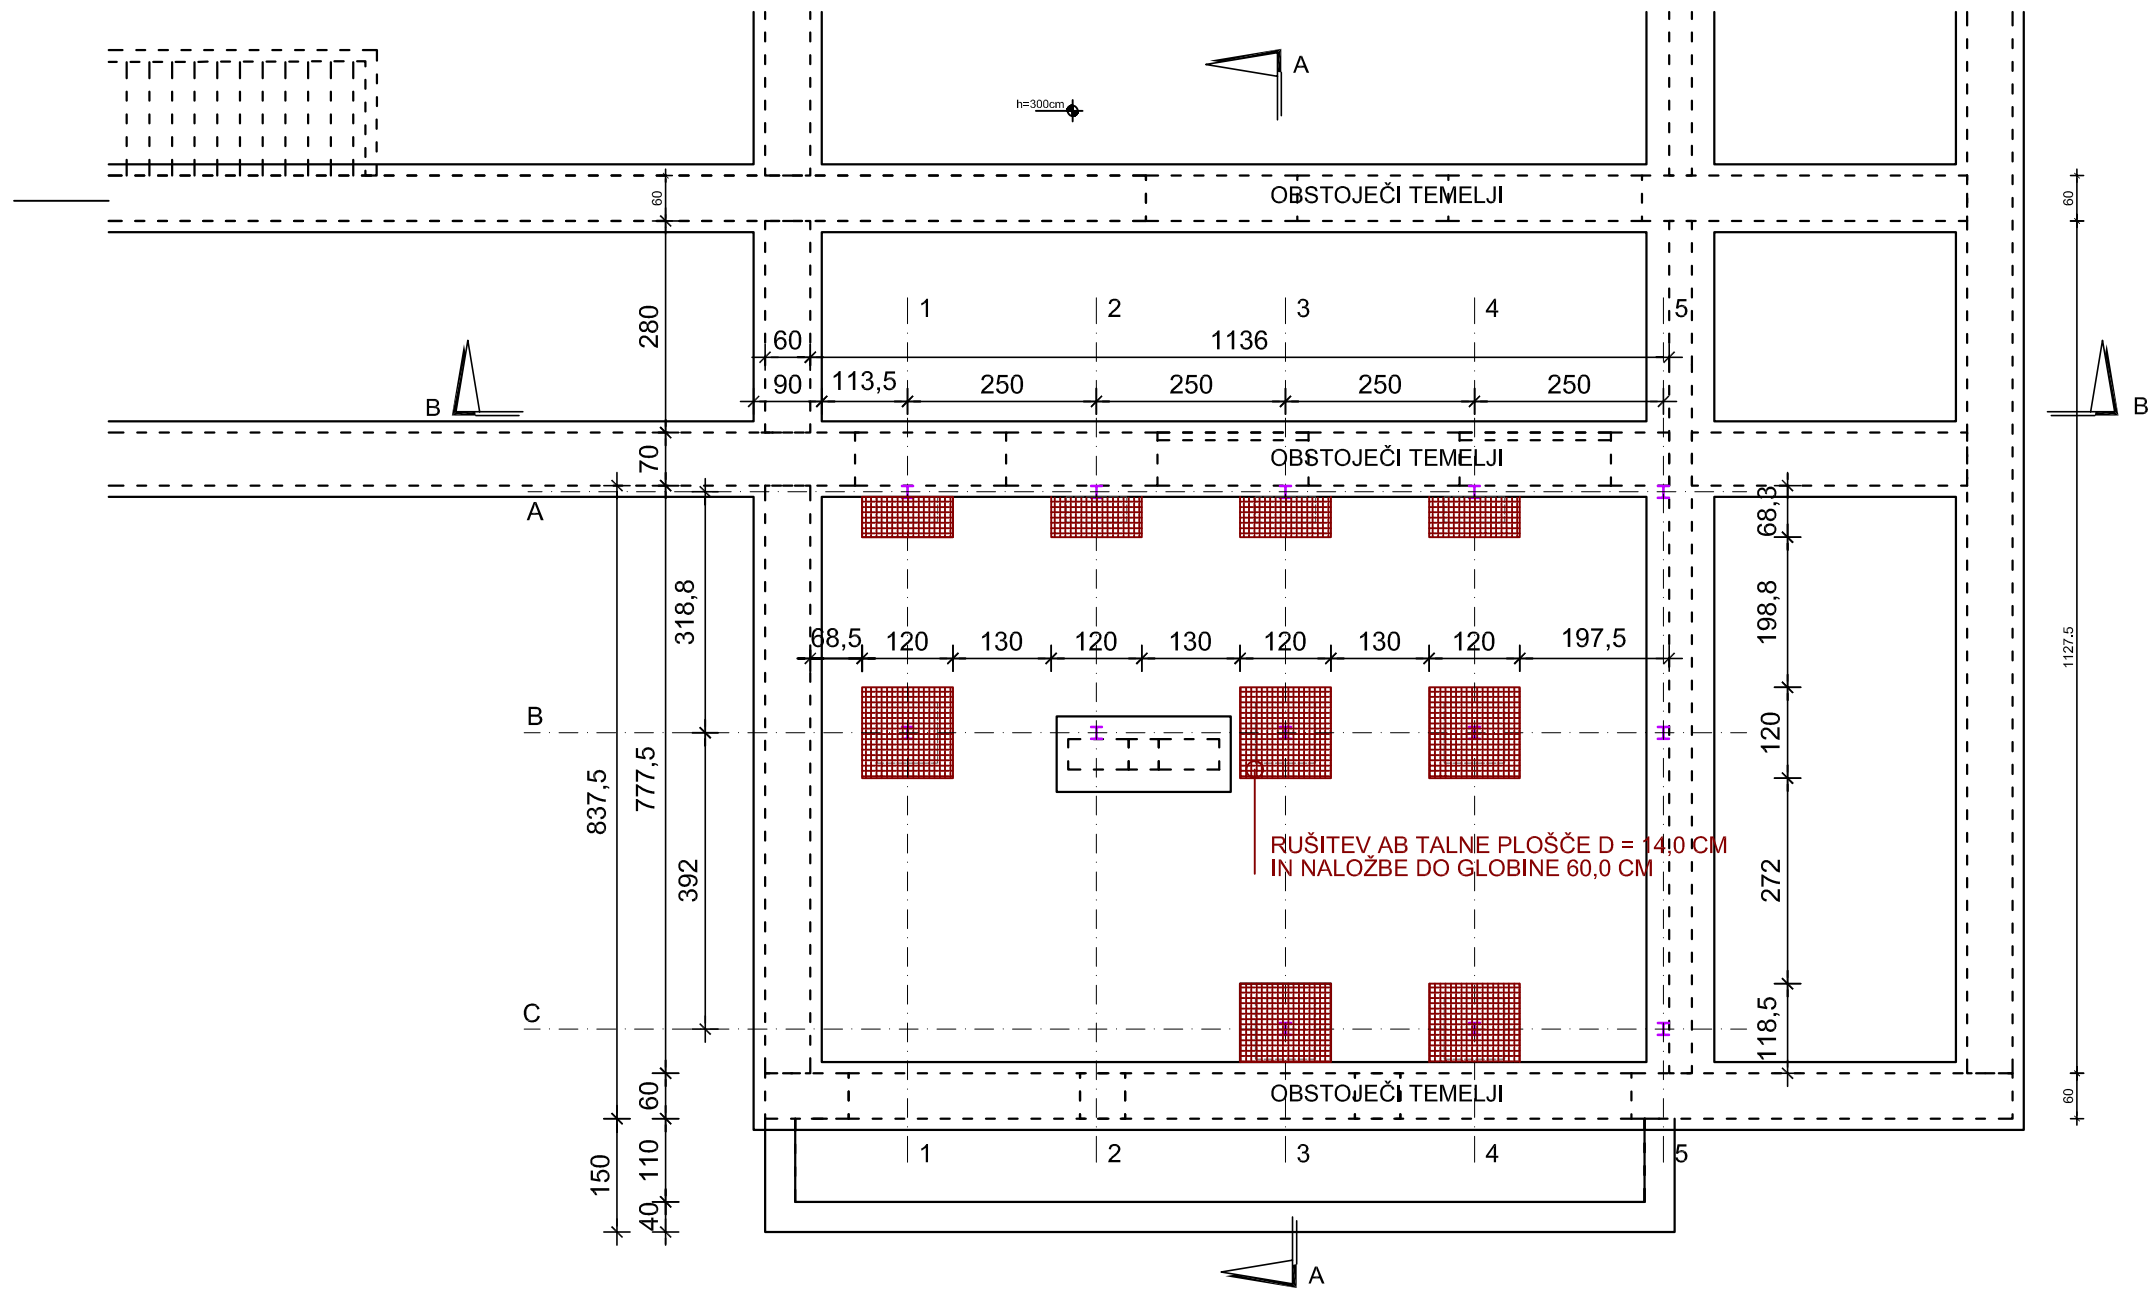 A
h=300cm
60
OBSTOJEČI TEMELJI
60
1 2 3 4 5
280
60 1136
90 113,5 250 250 250 250
B
B
70
OBSTOJEČI TEMELJI
68,3
A
318,8
198,8
68,5 120 130 120 130 120 130 120 197,5
1127.5
B
120
837,5
777,5
RUŠITEV AB TALNE PLOŠČE D = 14,0 CM
IN NALOŽBE DO GLOBINE 60,0 CM
392
272
C
118,5
60
OBSTOJEČI TEMELJI
60
150
110
1 2 3 4 5
40
A